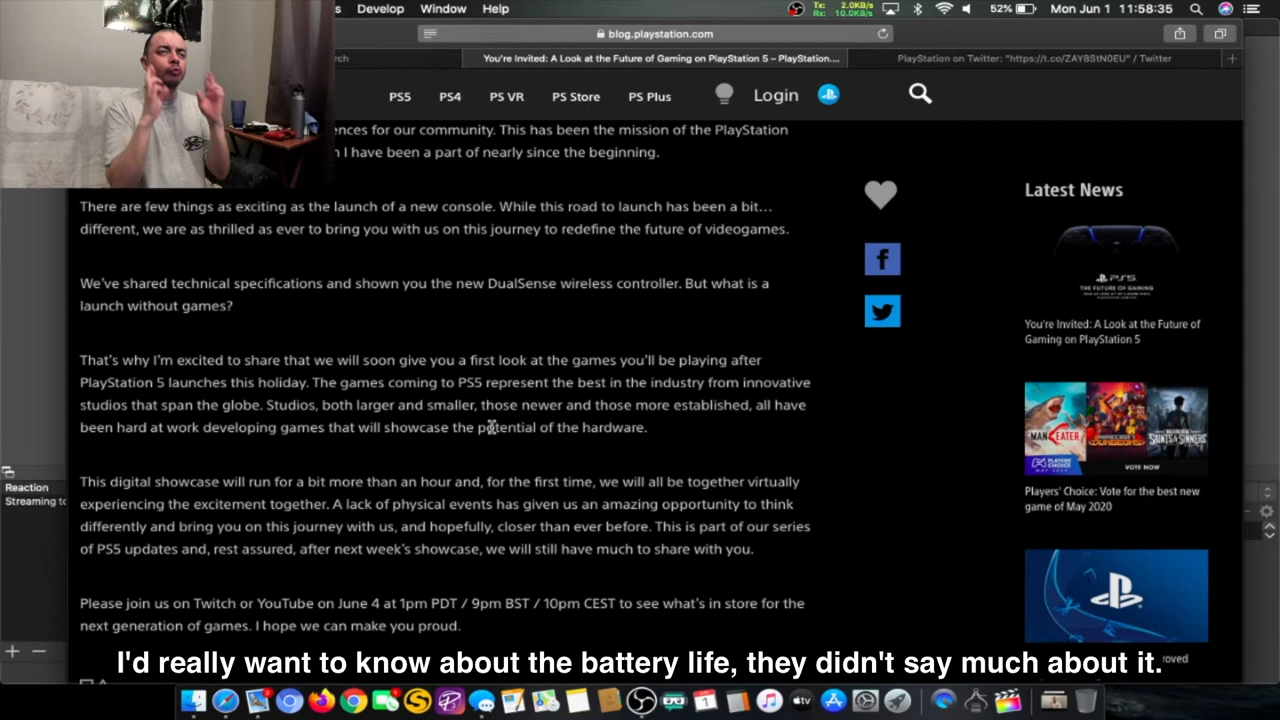 s Develop Window Help
Tx: 2.0KB/s
Rx: 10.0KB/s
52%
Mon Jun 1 11:58:35
blog.playstation.com
rch
You're Invited: A Look at the Future of Gaming on PlayStation 5 – PlayStation....
PlayStation on Twitter: "https://t.co/ZAY8StN0EU" / Twitter
PS5 PS4 PS VR PS Store PS Plus Login
ences for our community. This has been the mission of the PlayStation
n I have been a part of nearly since the beginning.
There are few things as exciting as the launch of a new console. While this road to launch has been a bit…
different, we are as thrilled as ever to bring you with us on this journey to redefine the future of videogames.
We've shared technical specifications and shown you the new DualSense wireless controller. But what is a
launch without games?
That's why I'm excited to share that we will soon give you a first look at the games you'll be playing after
PlayStation 5 launches this holiday. The games coming to PS5 represent the best in the industry from innovative
studios that span the globe. Studios, both larger and smaller, those newer and those more established, all have
been hard at work developing games that will showcase the potential of the hardware.
This digital showcase will run for a bit more than an hour and, for the first time, we will all be together virtually
experiencing the excitement together. A lack of physical events has given us an amazing opportunity to think
differently and bring you on this journey with us, and hopefully, closer than ever before. This is part of our series
of PS5 updates and, rest assured, after next week's showcase, we will still have much to share with you.
Please join us on Twitch or YouTube on June 4 at 1pm PDT / 9pm BST / 10pm CEST to see what's in store for the
next generation of games. I hope we can make you proud.
Latest News
PS5
THE FUTURE OF GAMING
You're Invited: A Look at the Future of
Gaming on PlayStation 5
MANEATER
SAINTS&SINNERS
PLAYERS'
CHOICE
VOTE NOW
Players' Choice: Vote for the best new
game of May 2020
roved
Reaction
Streaming to
I'd really want to know about the battery life, they didn't say much about it.